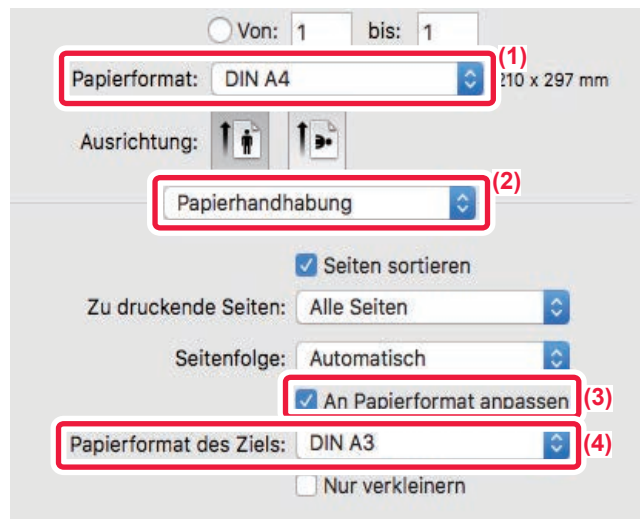 Von: 1 bis: 1
(1)
Papierformat: DIN A4 210 x 297 mm
Ausrichtung:
(2)
Papierhandhabung
Seiten sortieren
Zu druckende Seiten: Alle Seiten
Seitenfolge: Automatisch
An Papierformat anpassen (3)
Papierformat des Ziels: DIN A3 (4)
Nur verkleinern